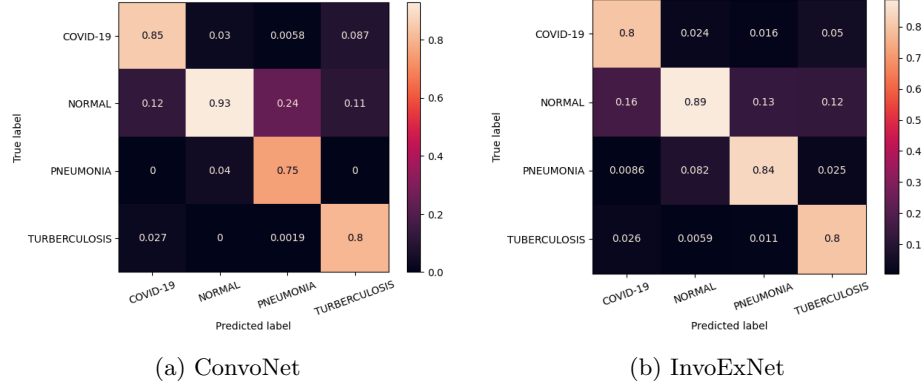 COVID-19 0.85 0.03 0.0058 0.087
NORMAL 0.12 0.93 0.24 0.11
PNEUMONIA 0 0.04 0.75 0
TURBERCULOSIS 0.027 0 0.0019 0.8
True label
COVID-19 NORMAL PNEUMONIA TURBERCULOSIS
Predicted label
0.8
0.6
0.4
0.2
0.0
(a) ConvoNet
COVID-19 0.8 0.024 0.016 0.05
NORMAL 0.16 0.89 0.13 0.12
PNEUMONIA 0.0086 0.082 0.84 0.025
TUBERCULOSIS 0.026 0.0059 0.011 0.8
True label
COVID-19 NORMAL PNEUMONIA TUBERCULOSIS
Predicted label
0.8
0.7
0.6
0.5
0.4
0.3
0.2
0.1
(b) InvoExNet